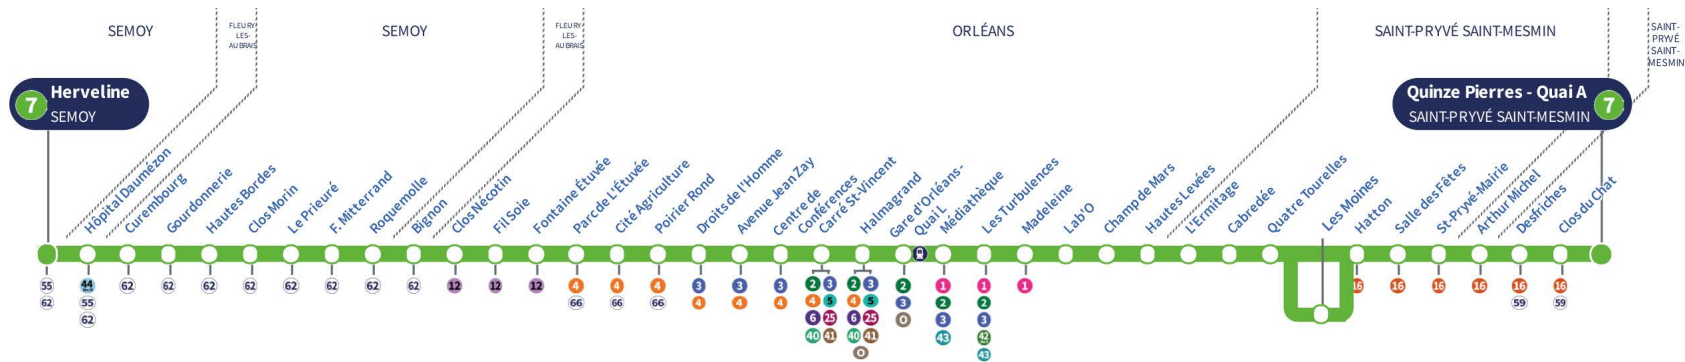 SEMOY
FLEURY-
LES-
AUBRAIS
SEMOY
FLEURY-
LES-
AUBRAIS
ORLÉANS
SAINT-PRYVÉ SAINT-MESMIN
SAINT-
PRYVÉ
SAINT-
MESMIN
7 Herveline
SEMOY
Quinze Pierres - Quai A 7
SAINT-PRYVÉ SAINT-MESMIN
Hôpital Daumézon
Curembourg
Gourdonnerie
Hautes Bordes
Clos Morin
Le Prieuré
F. Mitterrand
Roquemolle
Bignon
Clos Nécotin
Fil Soie
Fontaine Étuvée
Parc de L'Étuvée
Cité Agriculture
Poirier Rond
Droits de l'Homme
Avenue Jean Zay
Centre de
Conférences
Carré St-Vincent
Halmagrand
Gare d'Orléans-
Quai L
Médiathèque
Les Turbulences
Madeleine
Lab'O
Champ de Mars
Hautes Levées
L'Ermitage
Cabredée
Quatre Tourelles
Les Moines
Hatton
Salle des Fêtes
St-Pryvé-Mairie
Arthur Michel
Desfriches
Clos du Chat
55 44 62 62 62 62 62 62 62 62 12 12 12 4 4 4 3 3 3 2 3 2 3 2 1 1 1 16 16 16 16 16 16
62 55 66 66 66 4 4 4 4 5 4 5 3 2 2 59 59
62 6 25 6 25 O 3 3
40 41 40 41 43 42
O 43